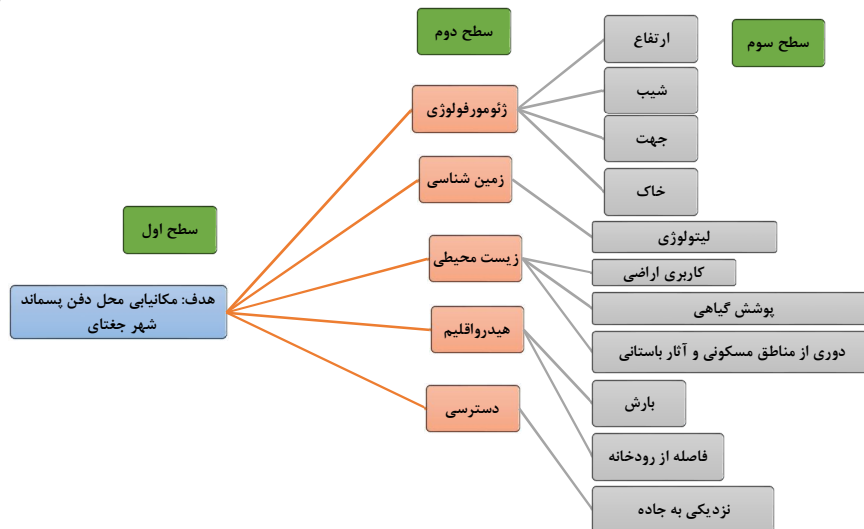 سطح اول
هدف: مکانیابی محل دفن پسماند
شهر جغتای
سطح دوم
ژئومورفولوژی
زمین شناسی
زیست محیطی
هیدرواقلیم
دسترسی
سطح سوم
ارتفاع
شیب
جهت
خاک
لیتولوژی
کاربری اراضی
پوشش گیاهی
دوری از مناطق مسکونی و آثار باستانی
بارش
فاصله از رودخانه
نزدیکی به جاده